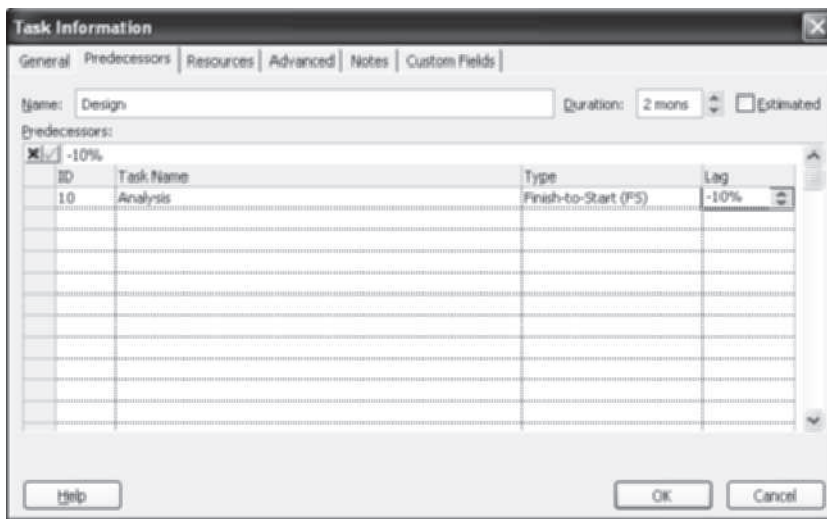 Task Information
General Predecessors Resources Advanced Notes Custom Fields
Name: Design Duration: 2 mons Estimated
Predecessors:
-10%
ID Task Name Type Lag
10 Analysis Finish-to-Start (FS) -10%
Help OK Cancel